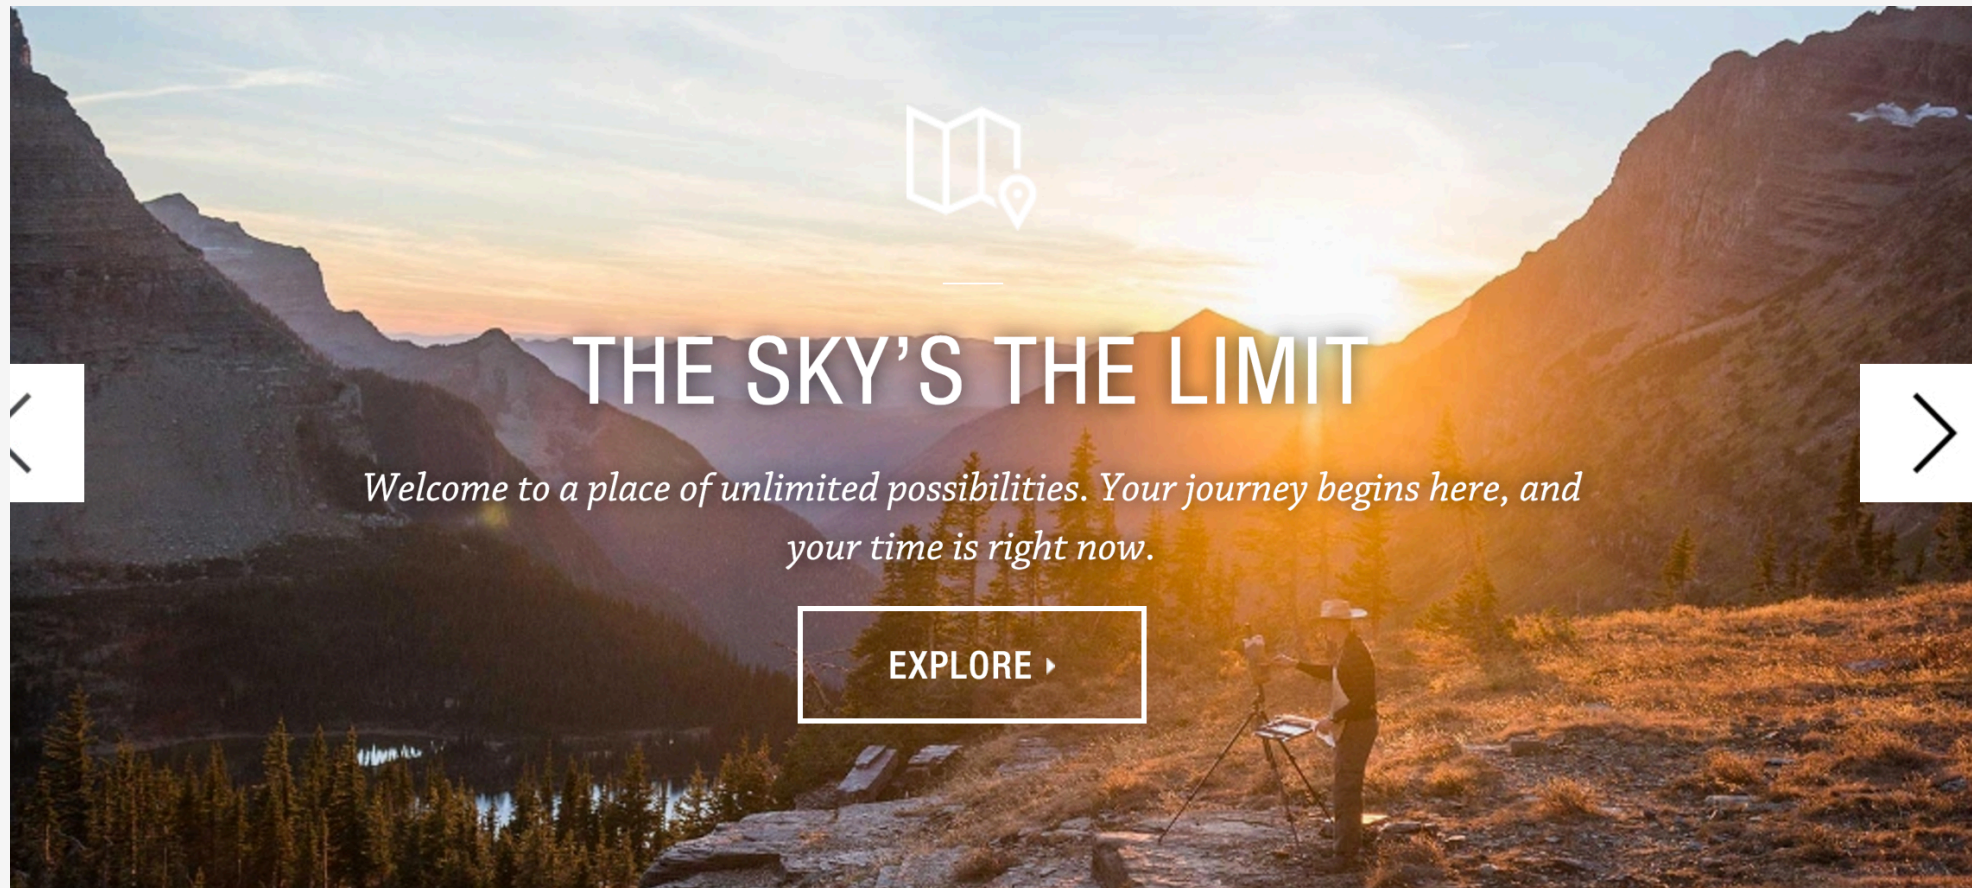 THE SKY’S THE LIMIT
Welcome to a place of unlimited possibilities. Your journey begins here, and
your time is right now.
EXPLORE